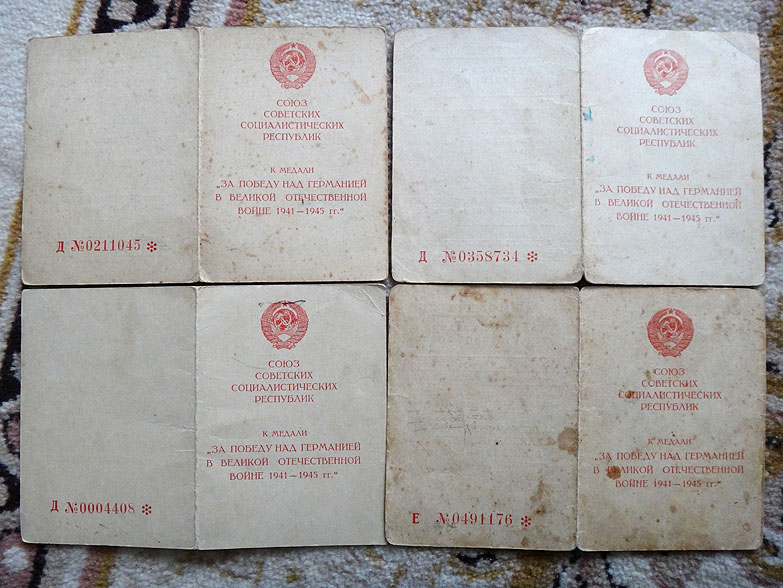 СОЮЗ
СОВЕТСКИХ
СОЦИАЛИСТИЧЕСКИХ
РЕСПУБЛИК
К МЕДАЛИ
„ЗА ПОБЕДУ НАД ГЕРМАНИЕЙ
В ВЕЛИКОЙ ОТЕЧЕСТВЕННОЙ
ВОЙНЕ 1941—1945 гг.“
Д №0211045 *
СОЮЗ
СОВЕТСКИХ
СОЦИАЛИСТИЧЕСКИХ
РЕСПУБЛИК
К МЕДАЛИ
„ЗА ПОБЕДУ НАД ГЕРМАНИЕЙ
В ВЕЛИКОЙ ОТЕЧЕСТВЕННОЙ
ВОЙНЕ 1941—1945 гг.“
Д №0358734 *
СОЮЗ
СОВЕТСКИХ
СОЦИАЛИСТИЧЕСКИХ
РЕСПУБЛИК
К МЕДАЛИ
„ЗА ПОБЕДУ НАД ГЕРМАНИЕЙ
В ВЕЛИКОЙ ОТЕЧЕСТВЕННОЙ
ВОЙНЕ 1941—1945 гг.“
Д №0004408 *
СОЮЗ
СОВЕТСКИХ
СОЦИАЛИСТИЧЕСКИХ
РЕСПУБЛИК
К МЕДАЛИ
„ЗА ПОБЕДУ НАД ГЕРМАНИЕЙ
В ВЕЛИКОЙ ОТЕЧЕСТВЕННОЙ
ВОЙНЕ 1941—1945 гг.“
Е №0491176 *